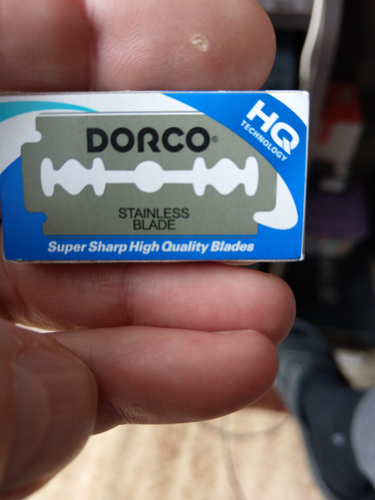 HQ
TECHNOLOGY
DORCO®
STAINLESS
BLADE
Super Sharp High Quality Blades